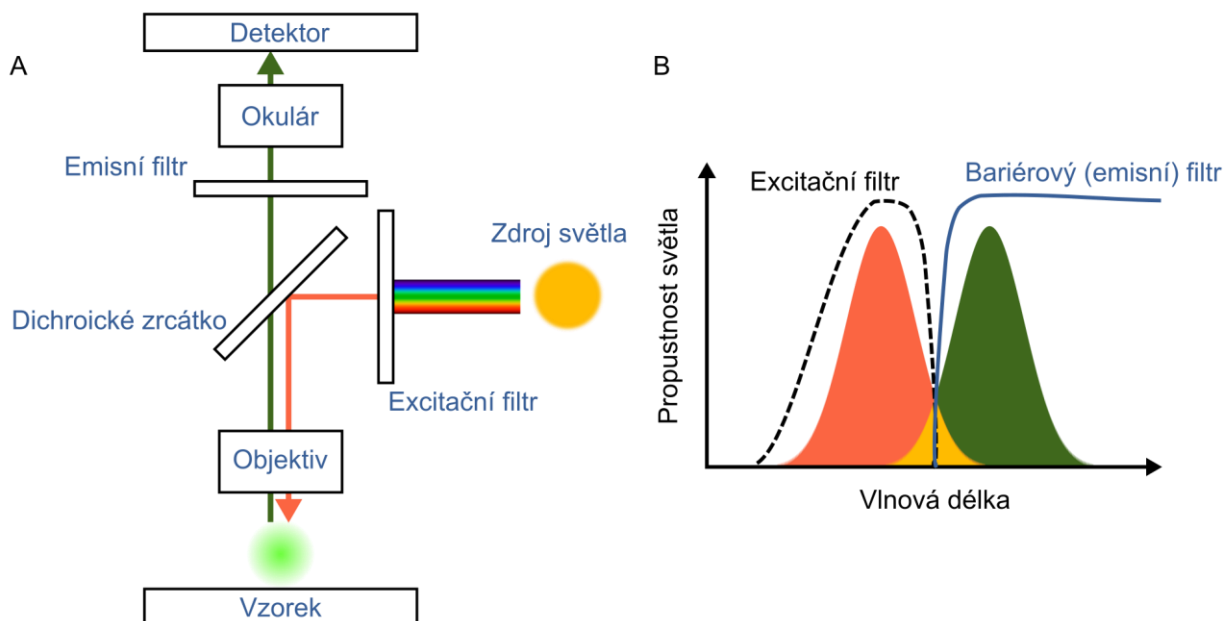 A
Detektor
Okulár
Emisní filtr
Zdroj světla
Dichroické zrcátko
Excitační filtr
Objektiv
Vzorek
B
Excitační filtr
Bariérový (emisní) filtr
Propustnost světla
Vlnová délka